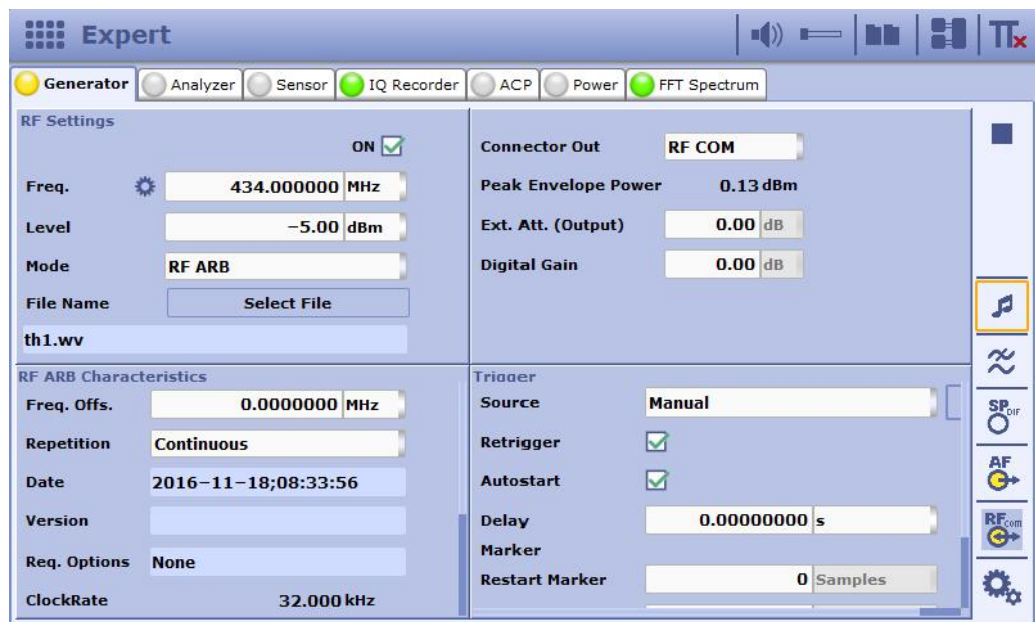 Expert
Generator Analyzer Sensor IQ Recorder ACP Power FFT Spectrum
RF Settings
ON
Freq. 434.000000 MHz
Level −5.00 dBm
Mode RF ARB
File Name Select File
th1.wv
Connector Out RF COM
Peak Envelope Power 0.13 dBm
Ext. Att. (Output) 0.00 dB
Digital Gain 0.00 dB
RF ARB Characteristics
Freq. Offs. 0.0000000 MHz
Repetition Continuous
Date 2016−11−18;08:33:56
Version
Req. Options None
ClockRate 32.000 kHz
Trigger
Source Manual
Retrigger
Autostart
Delay 0.00000000 s
Marker
Restart Marker 0 Samples
SP DIF
AF
RF com